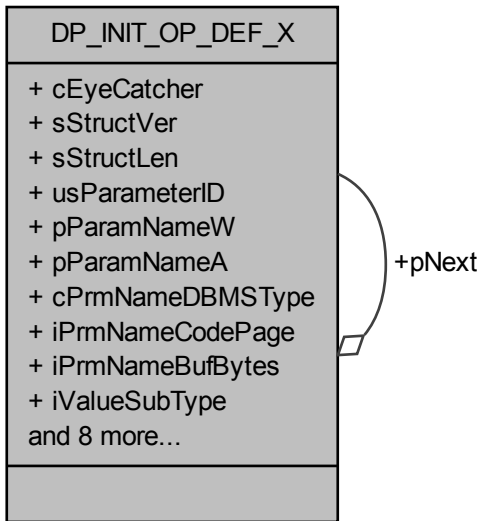 DP_INIT_OP_DEF_X
+ cEyeCatcher
+ sStructVer
+ sStructLen
+ usParameterID
+ pParamNameW
+ pParamNameA
+ cPrmNameDBMSType
+ iPrmNameCodePage
+ iPrmNameBufBytes
+ iValueSubType
and 8 more...
+pNext